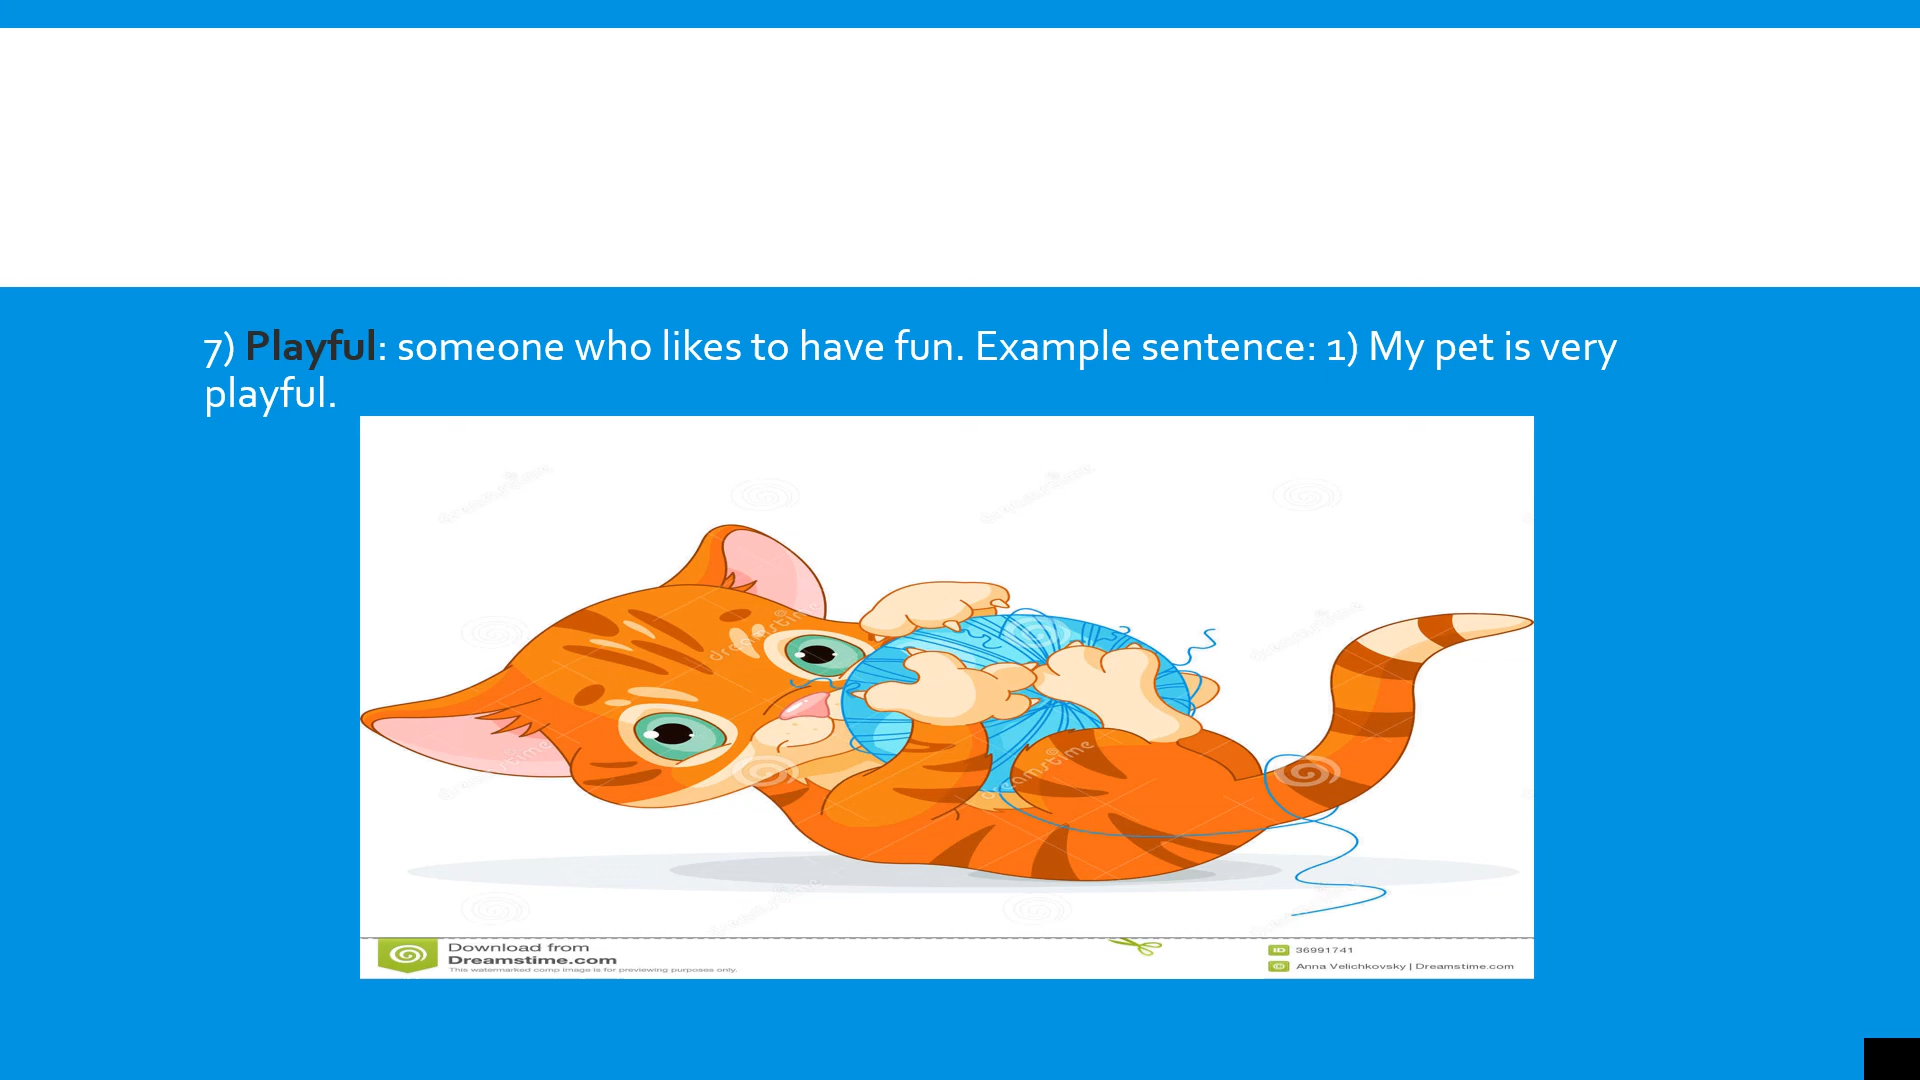 7) Playful: someone who likes to have fun. Example sentence: 1) My pet is very
playful.
Download from
Dreamstime.com
This watermarked comp image is for previewing purposes only.
ID 36991741
© Anna Velichkovsky | Dreamstime.com